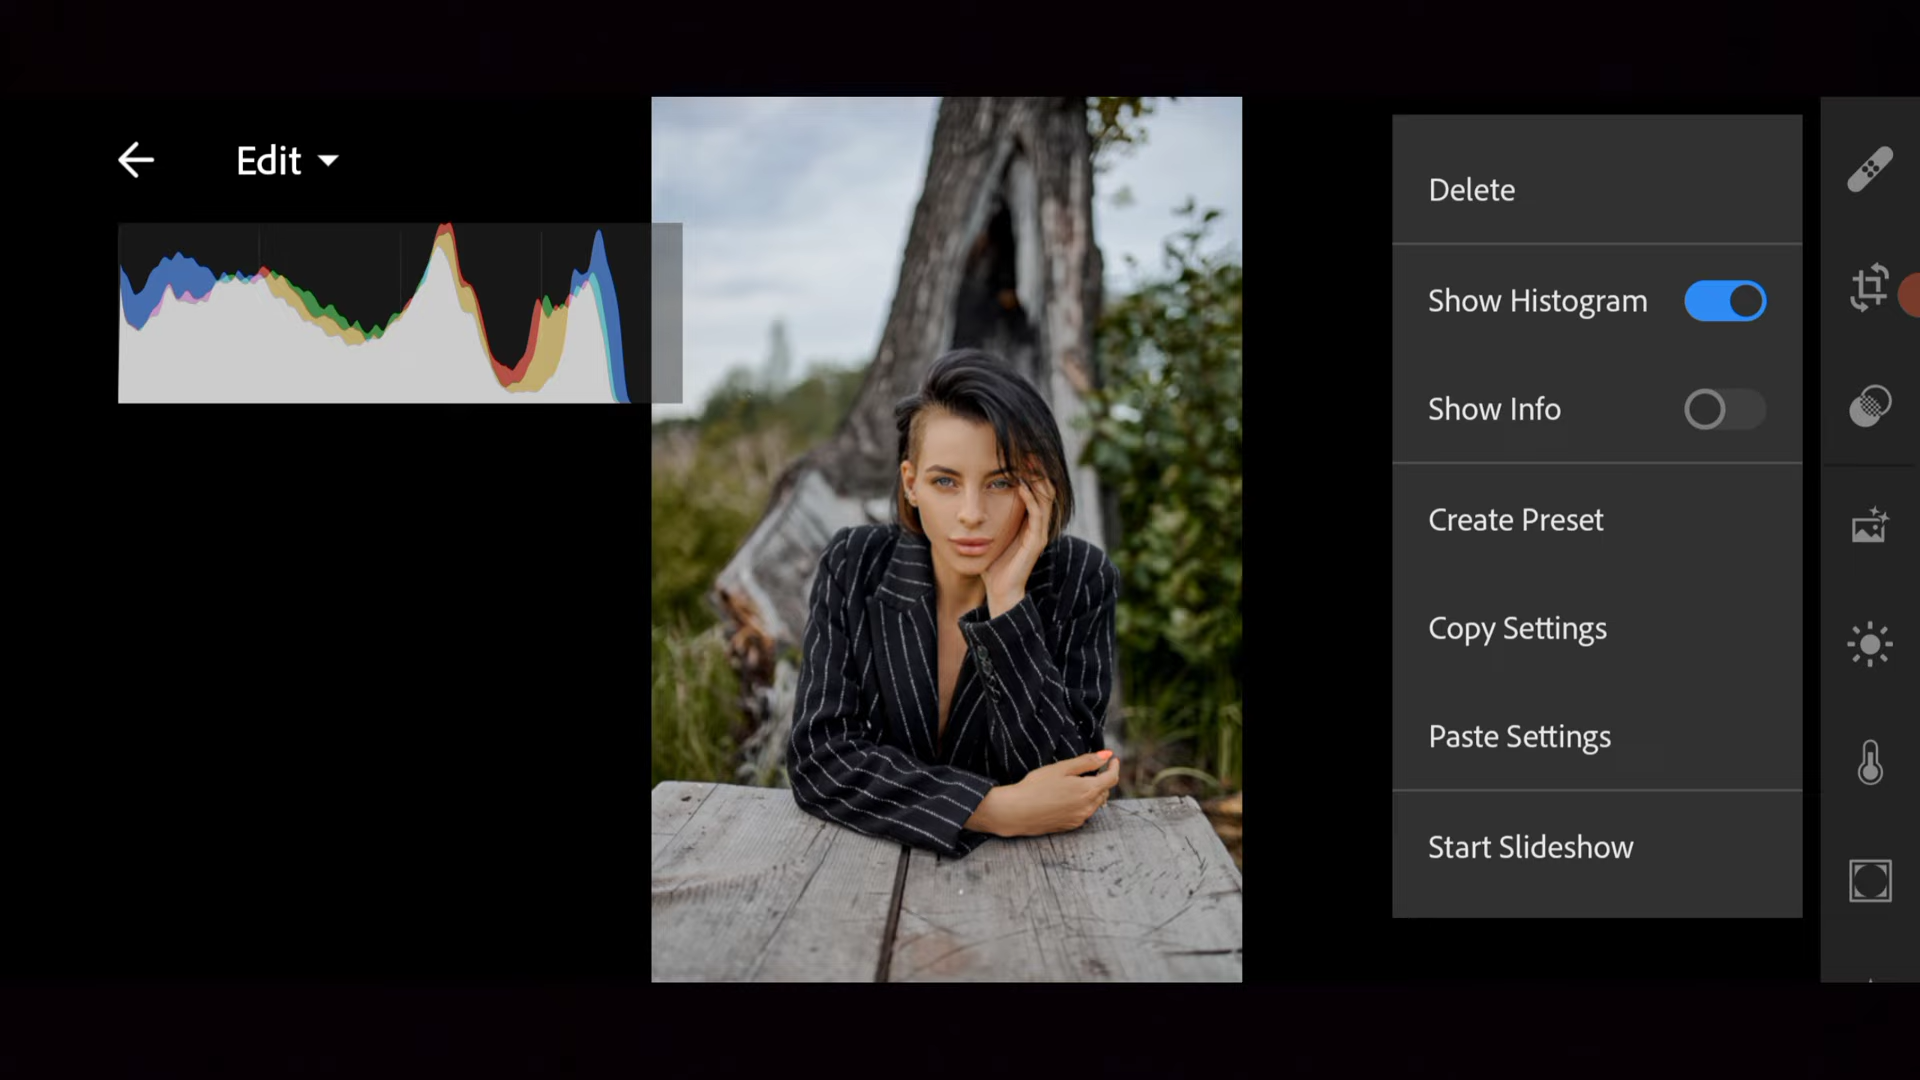 Edit
Delete
Show Histogram
Show Info
Create Preset
Copy Settings
Paste Settings
Start Slideshow